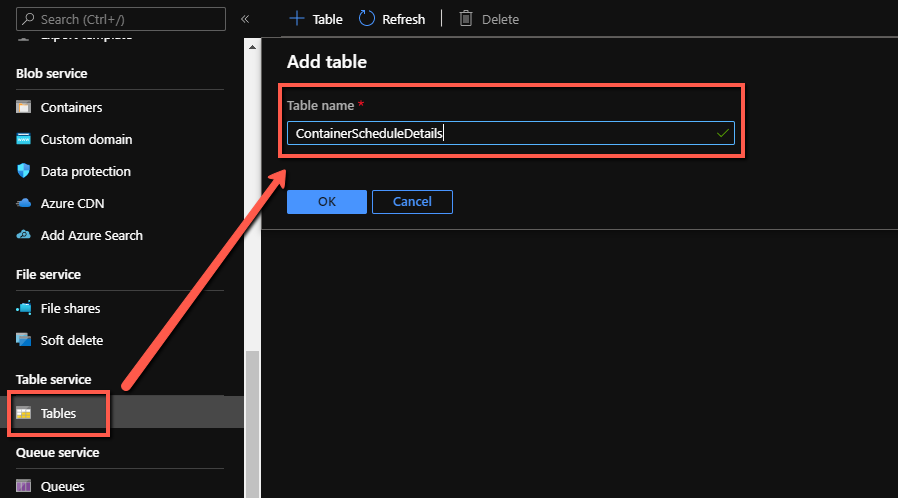 Search (Ctrl+/)
«
Export template
Blob service
Containers
Custom domain
Data protection
Azure CDN
Add Azure Search
File service
File shares
Soft delete
Table service
Tables
Queue service
Queues
+ Table Refresh Delete
Add table
Table name *
ContainerScheduleDetails
OK Cancel